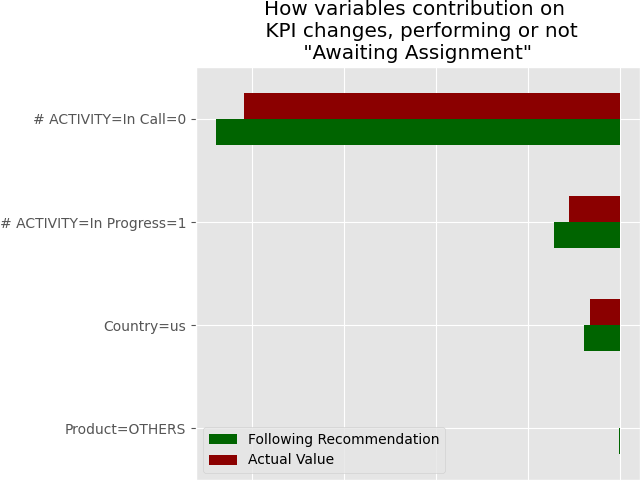 How variables contribution on
KPI changes, performing or not
"Awaiting Assignment"
# ACTIVITY=In Call=0
# ACTIVITY=In Progress=1
Country=us
Product=OTHERS
Following Recommendation
Actual Value